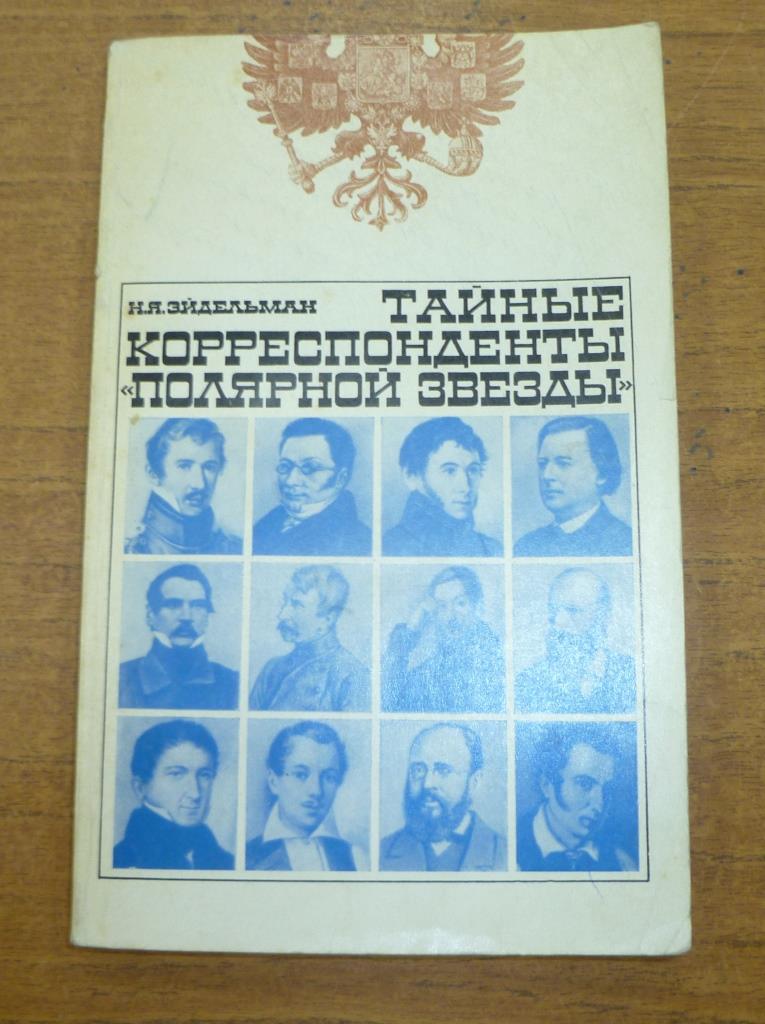 Н.Я.ЭЙДЕЛЬМАН ТАЙНЫЕ
КОРРЕСПОНДЕНТЫ
«ПОЛЯРНОЙ ЗВЕЗДЫ»